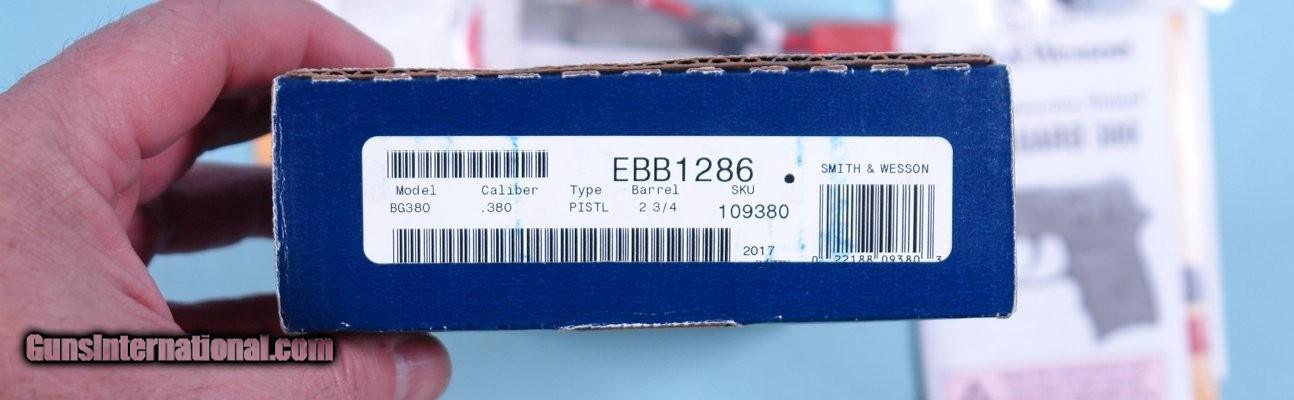 EBB1286
SMITH & WESSON
Model Caliber Type Barrel SKU
BG380 .380 PISTL 2 3/4 109380
2017
0 22188 09380 3
GunsInternational.com